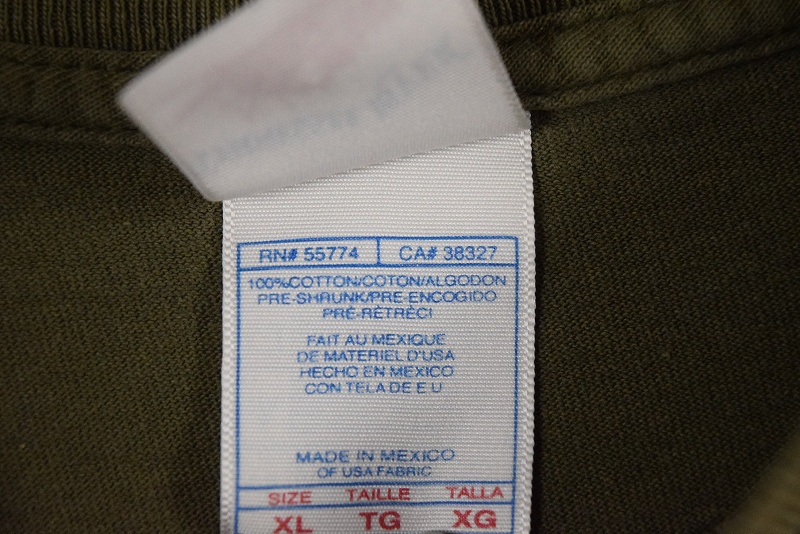 RN# 55774 CA# 38327
100%COTTON/COTON/ALGODON
PRE-SHRUNK/PRE-ENCOGIDO
PRÉ-RÉTRÉCI
FAIT AU MEXIQUE
DE MATERIEL D'USA
HECHO EN MEXICO
CON TELA DE E U
MADE IN MEXICO
OF USA FABRIC
SIZE TAILLE TALLA
XL TG XG